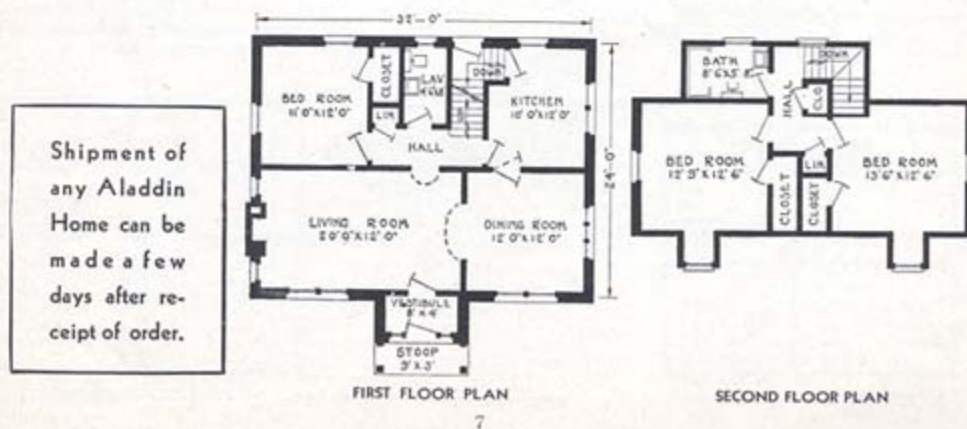 Shipment of
any Aladdin
Home can be
made a few
days after re-
ceipt of order.
32'-0"
24'-0"
BED ROOM
11'0"X12'0"
CLOSET
LIN.
LAV.
DOWN
UP
KITCHEN
10'0"X12'0"
HALL
LIVING ROOM
20'0"X12'0"
DINING ROOM
12'0"X12'0"
VESTIBULE
STOOP
FIRST FLOOR PLAN
BATH
HALL
DOWN
CLO
BED ROOM
12'9"X12'6"
LIN.
CLOSET
CLOSET
BED ROOM
13'6"X12'6"
SECOND FLOOR PLAN
7